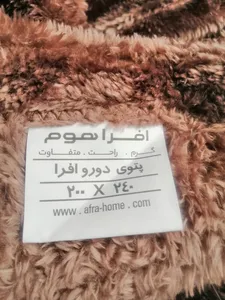 افرا هوم
گرم . راحت . متفاوت
پتوی دورو افرا
۲۰۰ X ۲۴۰
www . afra-home . com